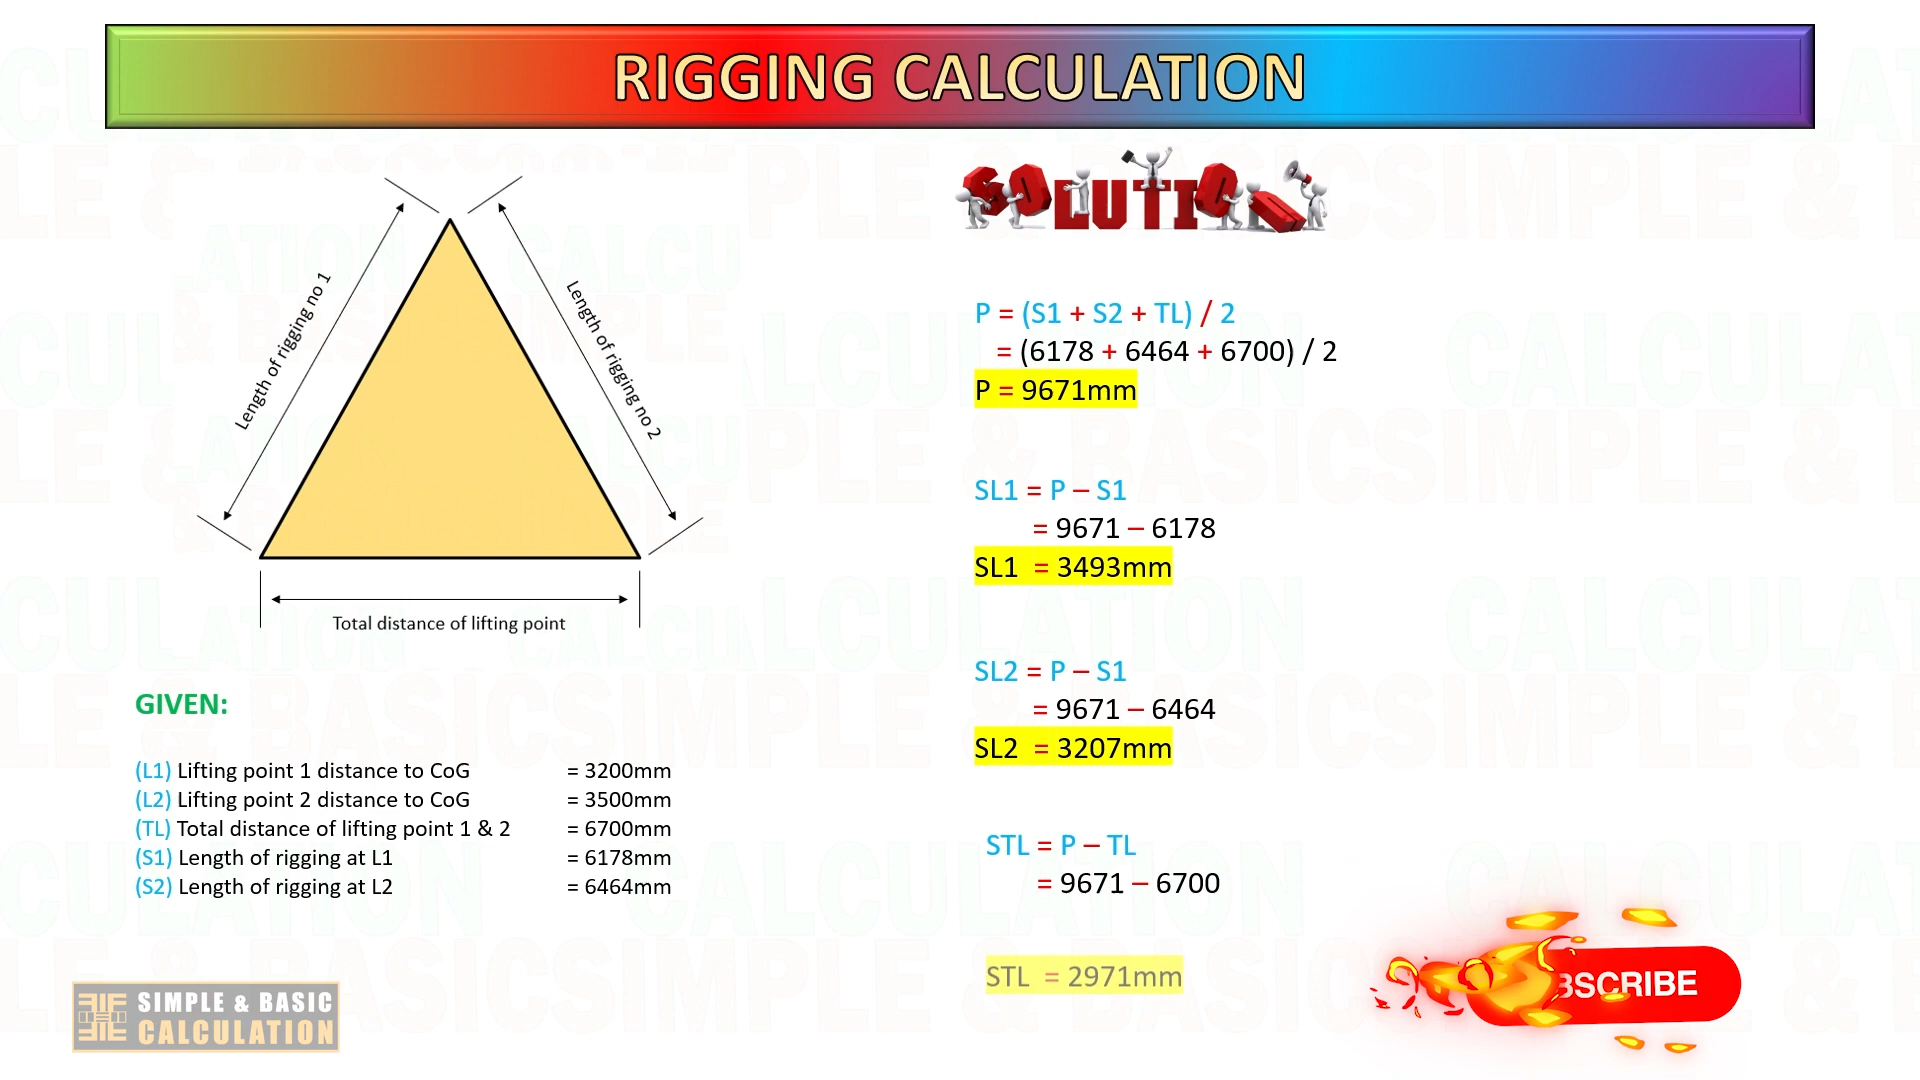 RIGGING CALCULATION
SOLUTION
Length of rigging no 1
Length of rigging no 2
Total distance of lifting point
GIVEN:
(L1) Lifting point 1 distance to CoG = 3200mm
(L2) Lifting point 2 distance to CoG = 3500mm
(TL) Total distance of lifting point 1 & 2 = 6700mm
(S1) Length of rigging at L1 = 6178mm
(S2) Length of rigging at L2 = 6464mm
P = (S1 + S2 + TL) / 2
= (6178 + 6464 + 6700) / 2
P = 9671mm
SL1 = P – S1
= 9671 – 6178
SL1 = 3493mm
SL2 = P – S1
= 9671 – 6464
SL2 = 3207mm
STL = P – TL
= 9671 – 6700
STL = 2971mm
SIMPLE & BASIC
CALCULATION
BSCRIBE